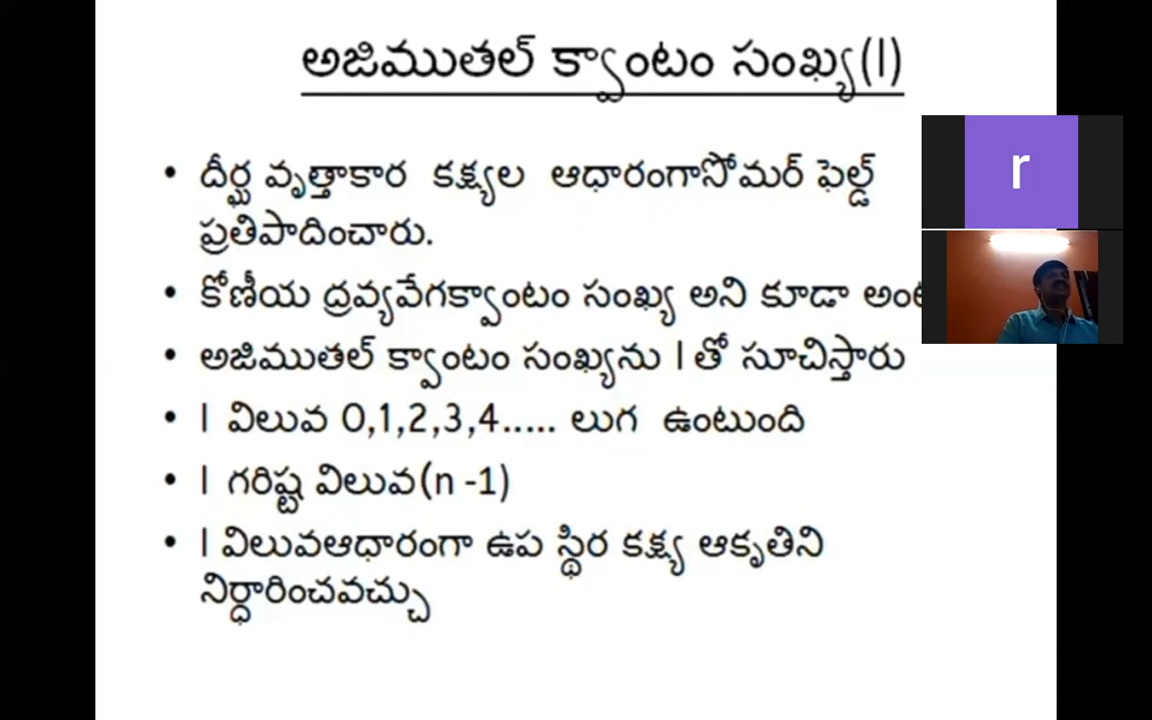 అజిముతల్ క్వాంటం సంఖ్య(l)
• దీర్ఘ వృత్తాకార కక్ష్యల ఆధారంగాసోమర్ ఫెల్డ్
ప్రతిపాదించారు.
• కోణీయ ద్రవ్యవేగక్వాంటం సంఖ్య అని కూడా
• అజిముతల్ క్వాంటం సంఖ్యను l తో సూచిస్తారు
• l విలువ 0,1,2,3,4..... లుగ ఉంటుంది
• l గరిష్ట విలువ(n -1)
• l విలువఆధారంగా ఉప స్థిర కక్ష్య ఆకృతిని
నిర్ధారించవచ్చు
r